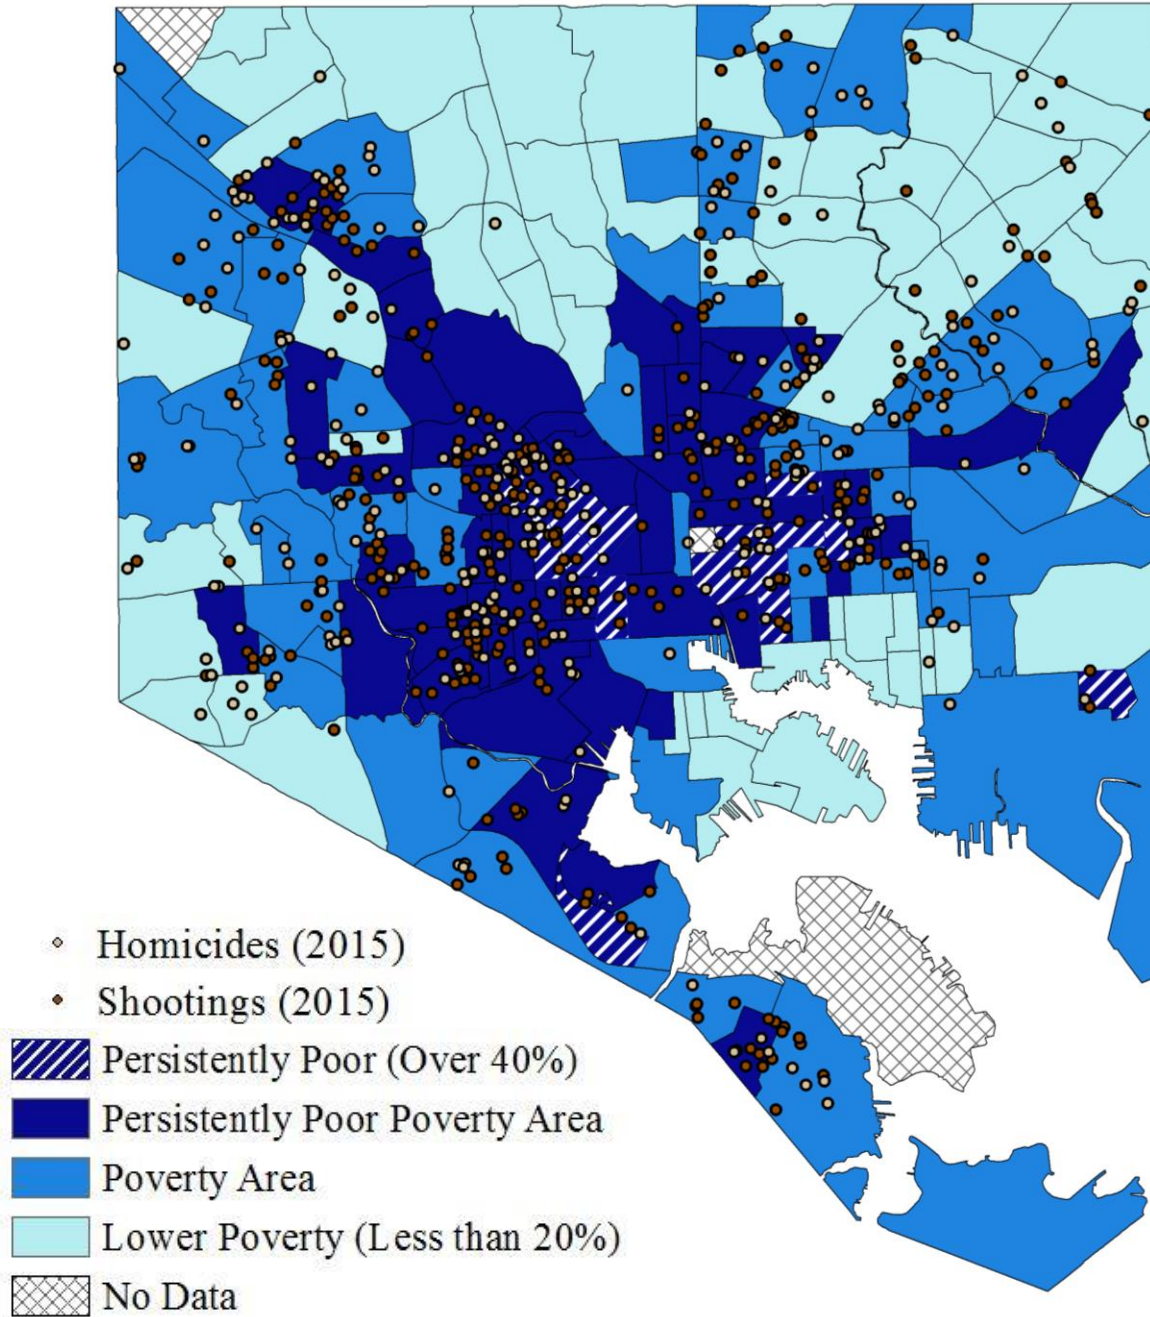 Homicides (2015)
Shootings (2015)
Persistently Poor (Over 40%)
Persistently Poor Poverty Area
Poverty Area
Lower Poverty (Less than 20%)
No Data